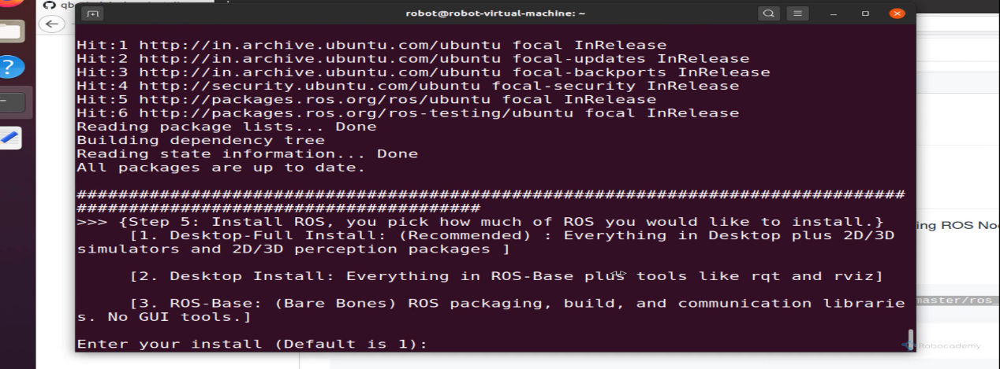 robot@robot-virtual-machine: ~
Hit:1 http://in.archive.ubuntu.com/ubuntu focal InRelease
Hit:2 http://in.archive.ubuntu.com/ubuntu focal-updates InRelease
Hit:3 http://in.archive.ubuntu.com/ubuntu focal-backports InRelease
Hit:4 http://security.ubuntu.com/ubuntu focal-security InRelease
Hit:5 http://packages.ros.org/ros/ubuntu focal InRelease
Hit:6 http://packages.ros.org/ros-testing/ubuntu focal InRelease
Reading package lists... Done
Building dependency tree
Reading state information... Done
All packages are up to date.
################################################################################
#######################################
>>> {Step 5: Install ROS, you pick how much of ROS you would like to install.}
[1. Desktop-Full Install: (Recommended) : Everything in Desktop plus 2D/3D
simulators and 2D/3D perception packages ]
ing ROS No
[2. Desktop Install: Everything in ROS-Base plus tools like rqt and rviz]
[3. ROS-Base: (Bare Bones) ROS packaging, build, and communication librarie
s. No GUI tools.]
master/ros_
Enter your install (Default is 1):
Robocademy